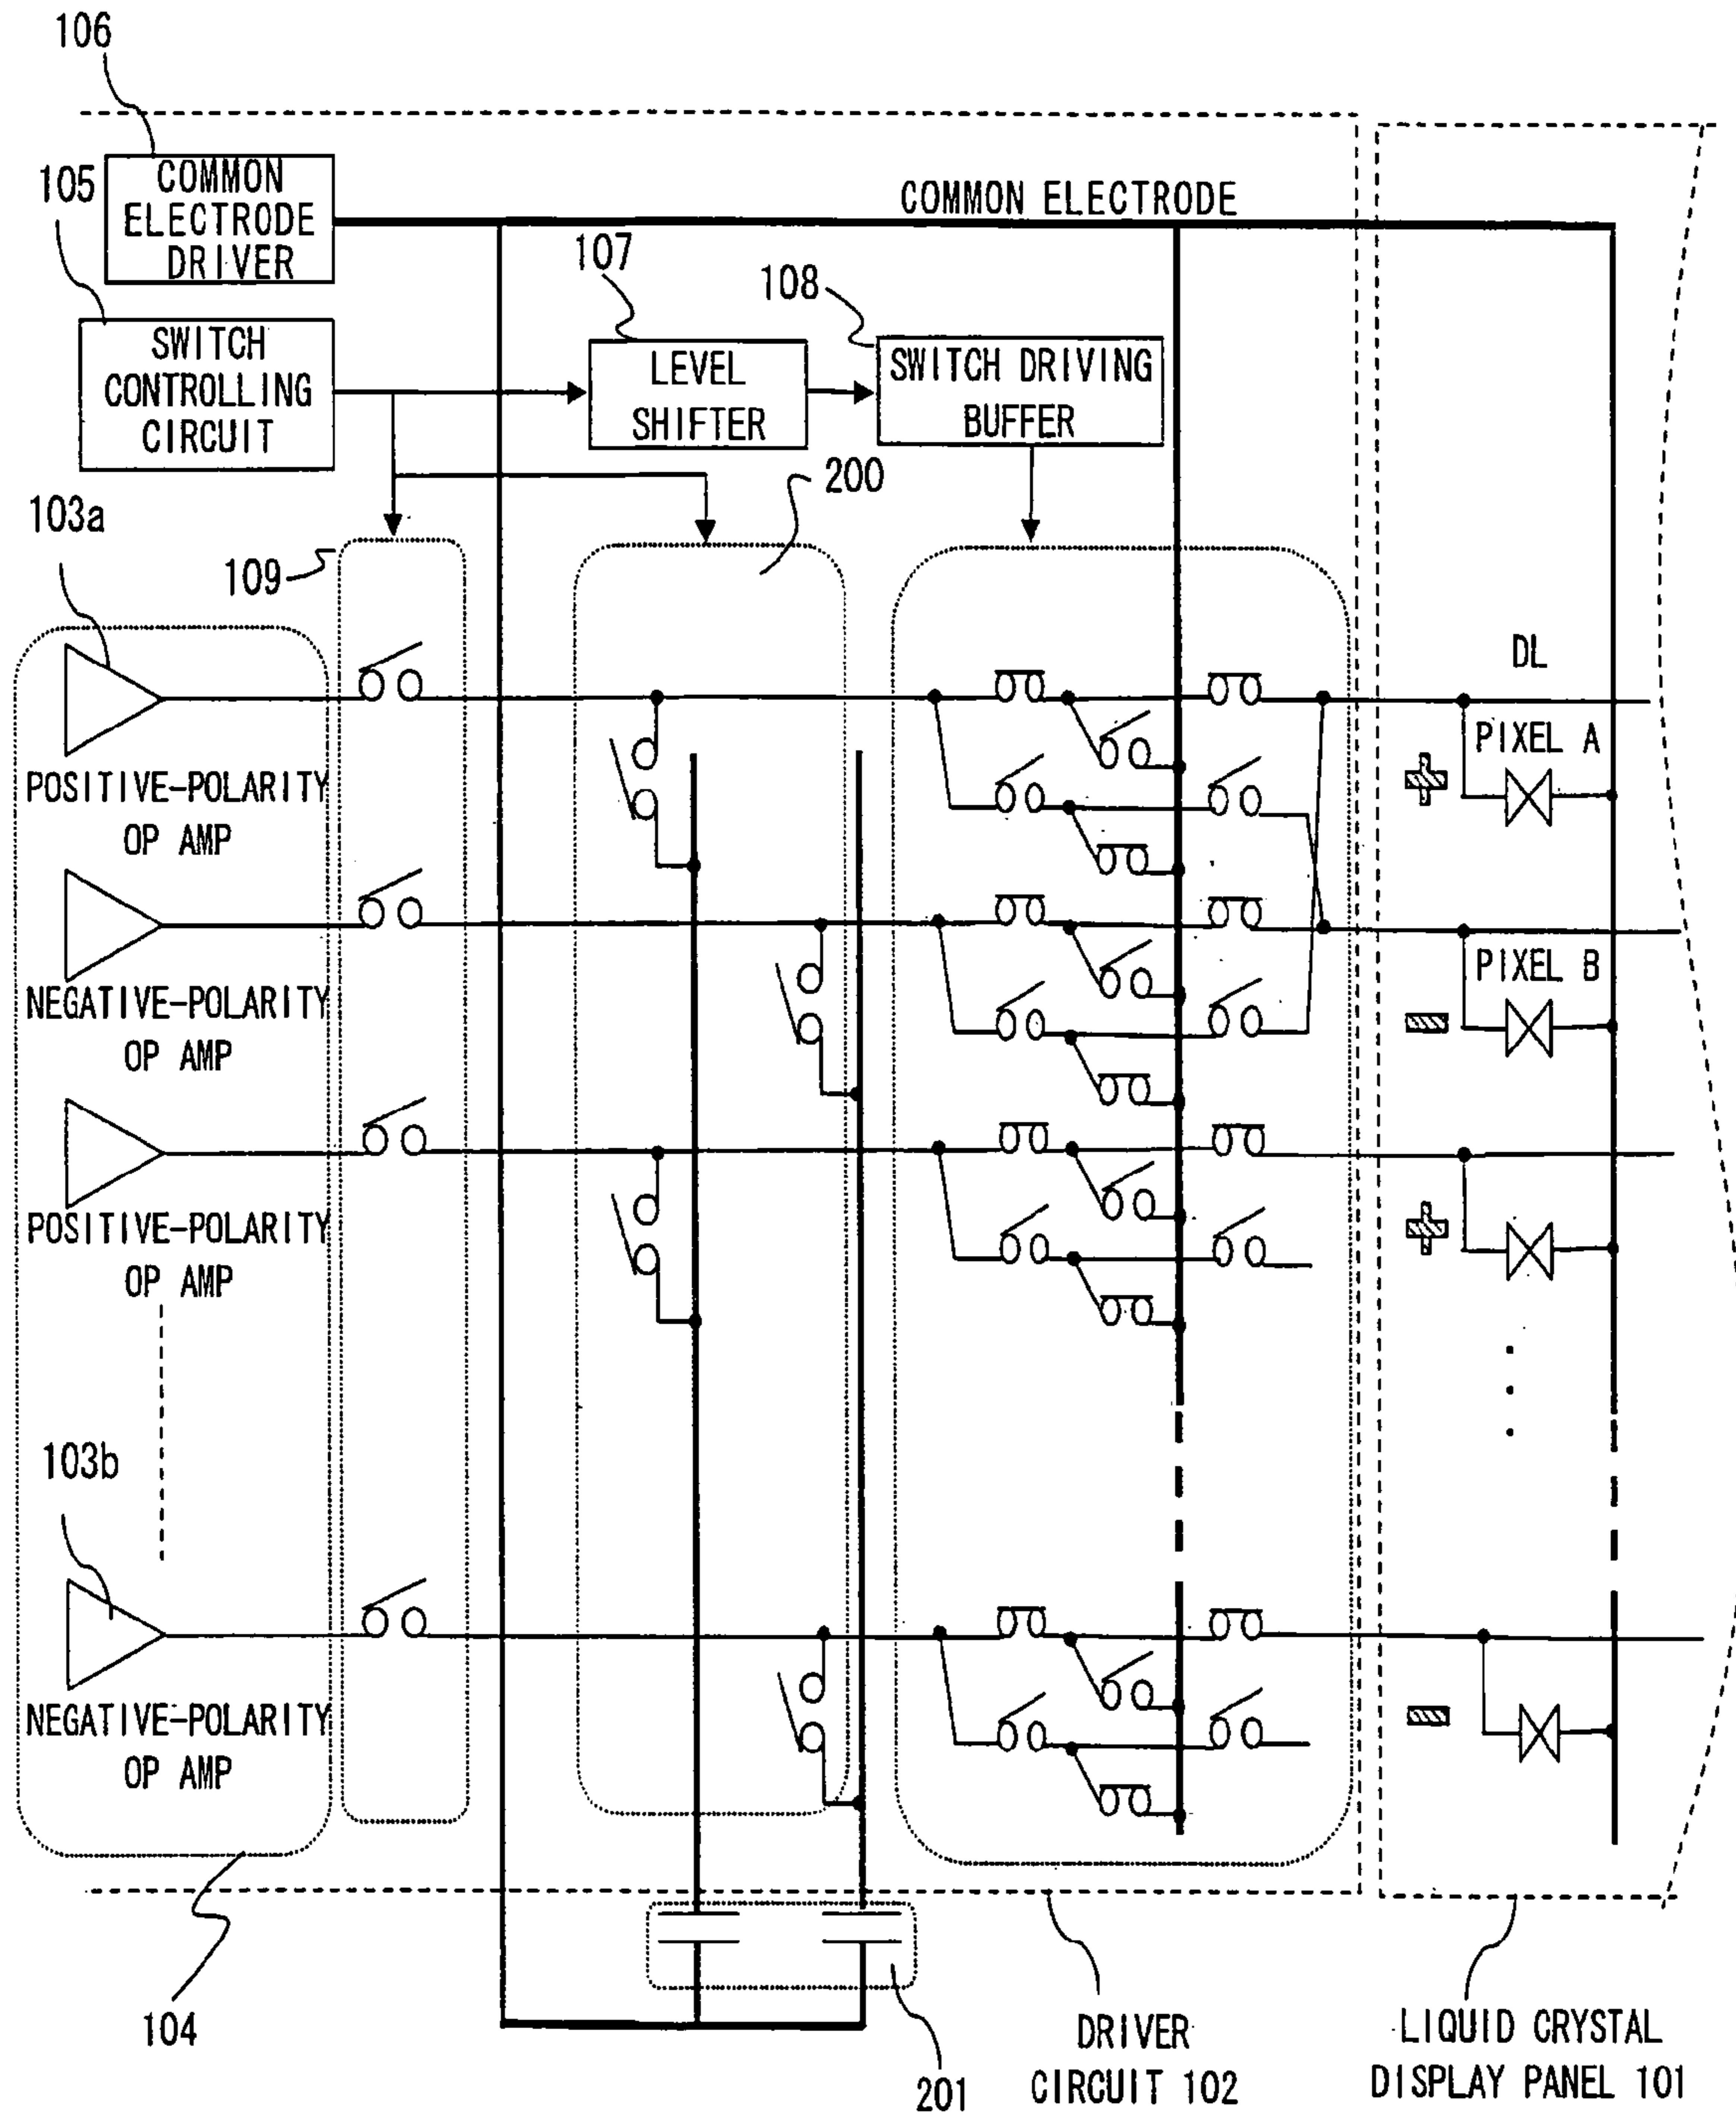 106
COMMON
ELECTRODE
DRIVER
COMMON ELECTRODE
105
SWITCH
CONTROLLING
CIRCUIT
107
LEVEL
SHIFTER
108
SWITCH DRIVING
BUFFER
200
103a
109
DL
PIXEL A
POSITIVE-POLARITY
OP AMP
PIXEL B
NEGATIVE-POLARITY
OP AMP
POSITIVE-POLARITY
OP AMP
103b
NEGATIVE-POLARITY
OP AMP
104
201
DRIVER
CIRCUIT 102
LIQUID CRYSTAL
DISPLAY PANEL 101